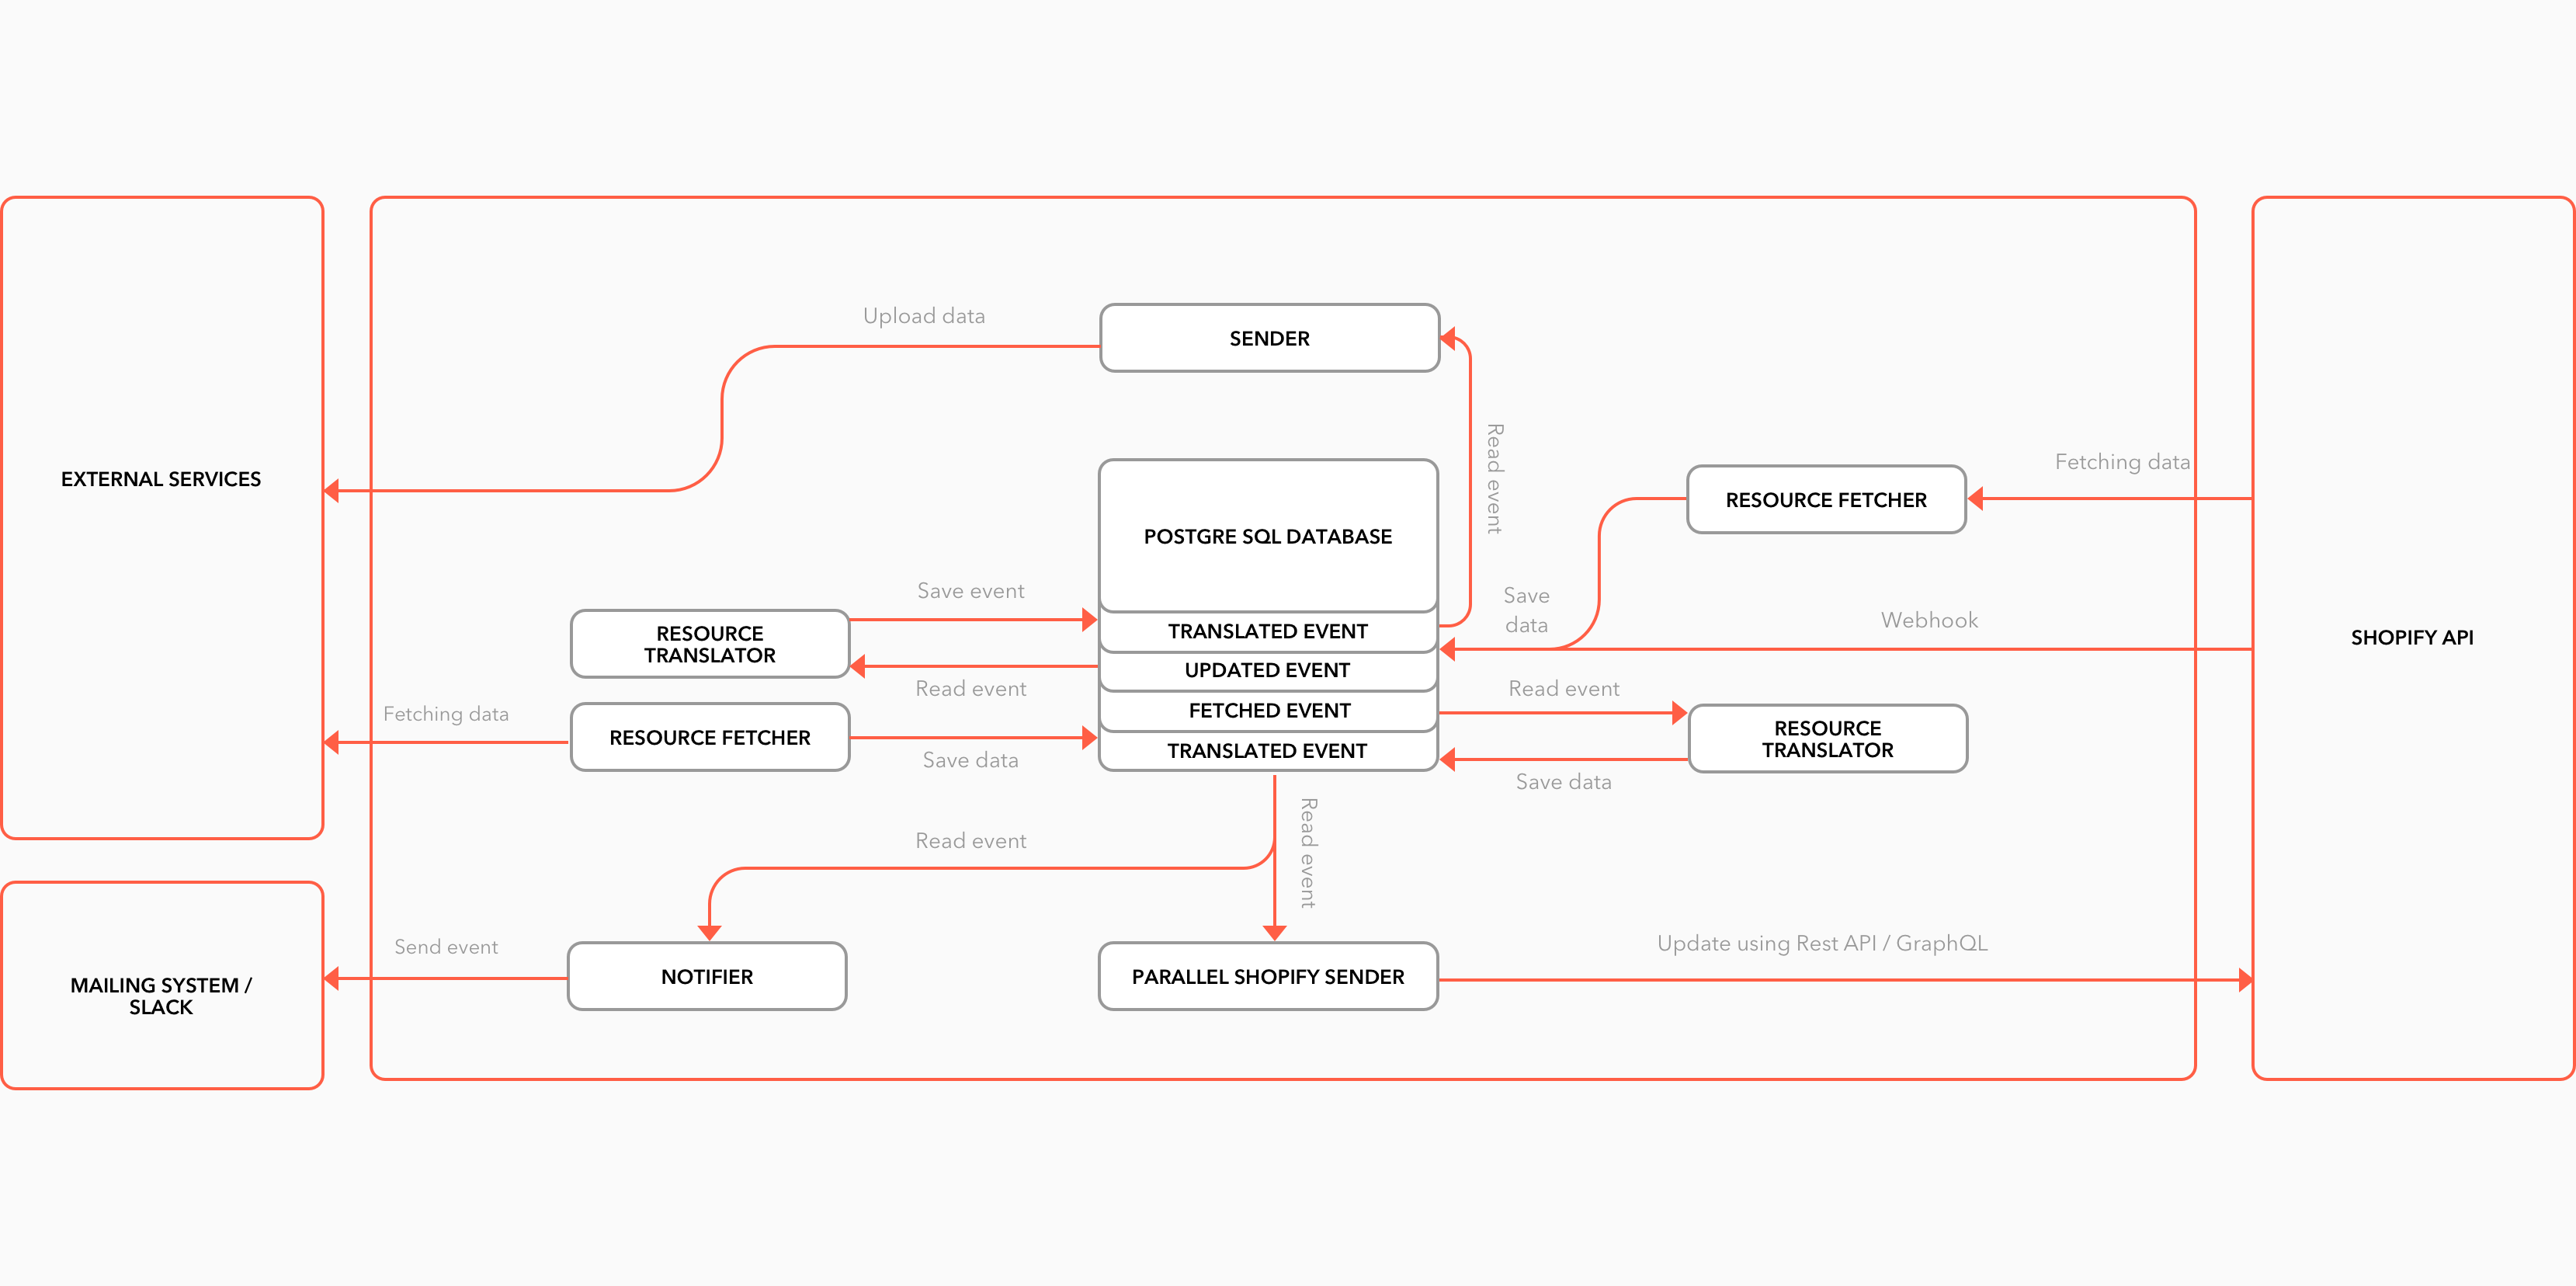 Upload data
SENDER
Read event
EXTERNAL SERVICES
Fetching data
RESOURCE FETCHER
POSTGRE SQL DATABASE
Save event
Save
data
Webhook
RESOURCE
TRANSLATOR
TRANSLATED EVENT
SHOPIFY API
UPDATED EVENT
Read event
Read event
Fetching data
RESOURCE FETCHER
FETCHED EVENT
RESOURCE
TRANSLATOR
Save data
TRANSLATED EVENT
Save data
Read event
Read event
Send event
Update using Rest API / GraphQL
MAILING SYSTEM /
SLACK
NOTIFIER
PARALLEL SHOPIFY SENDER